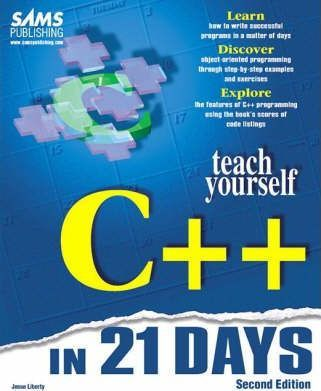 SAMS
PUBLISHING
www.samspublishing.com
Learn
how to write successful
programs in a matter of days
Discover
object-oriented programming
through step-by-step examples
and exercises
Explore
the features of C++ programming
using the book's scores of
code listings
teach
yourself
C++
IN 21 DAYS
Jesse Liberty
Second Edition